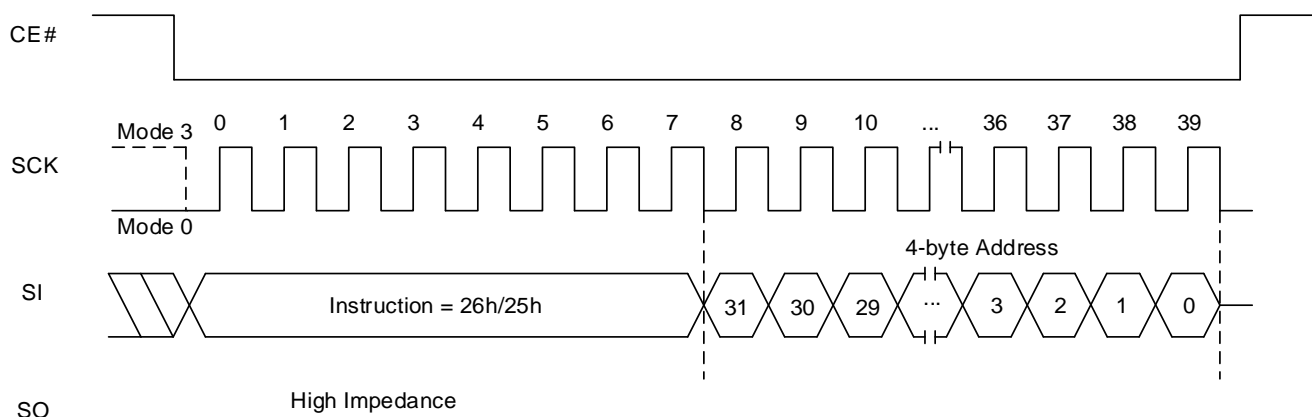 CE#
0 1 2 3 4 5 6 7 8 9 10 ... 36 37 38 39
Mode 3
SCK
Mode 0
4-byte Address
SI
Instruction = 26h/25h 31 30 29 ... 3 2 1 0
High Impedance
SO